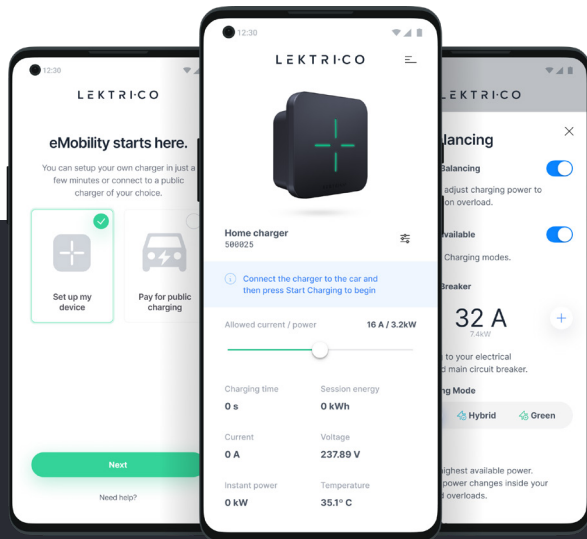 12:30
LEKTRI·CO
eMobility starts here.
You can setup your own charger in just a
few minutes or connect to a public
charger of your choice.
Set up my
device
Pay for public
charging
Next
Need help?
12:30
LEKTRI·CO
Home charger
500025
Connect the charger to the car and
then press Start Charging to begin
Allowed current / power 16 A / 3.2kW
Charging time Session energy
0 s 0 kWh
Current Voltage
0 A 237.89 V
Instant power Temperature
0 kW 35.1º C
LEKTRI·CO
lancing
Balancing
adjust charging power to
on overload.
vailable
Charging modes.
Breaker
32 A
7.4kW
to your electrical
d main circuit breaker.
ng Mode
Hybrid Green
ighest available power.
power changes inside your
d overloads.